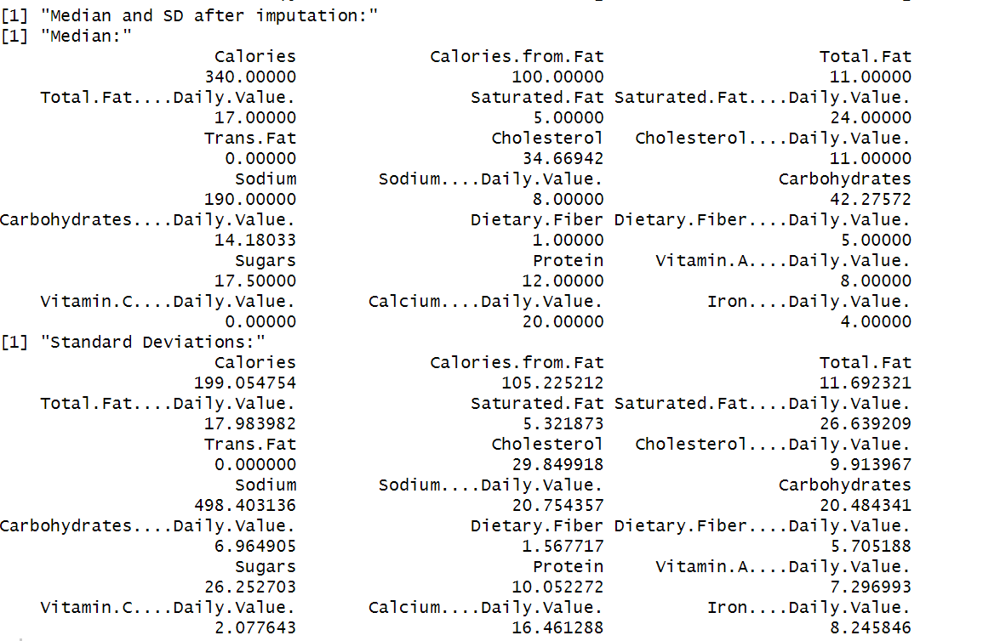 [1] "Median and SD after imputation:"
[1] "Median:"
Calories Calories.from.Fat Total.Fat
340.00000 100.00000 11.00000
Total.Fat....Daily.Value. Saturated.Fat Saturated.Fat....Daily.Value.
17.00000 5.00000 24.00000
Trans.Fat Cholesterol Cholesterol....Daily.Value.
0.00000 34.66942 11.00000
Sodium Sodium....Daily.Value. Carbohydrates
190.00000 8.00000 42.27572
Carbohydrates....Daily.Value. Dietary.Fiber Dietary.Fiber....Daily.Value.
14.18033 1.00000 5.00000
Sugars Protein Vitamin.A....Daily.Value.
17.50000 12.00000 8.00000
Vitamin.C....Daily.Value. Calcium....Daily.Value. Iron....Daily.Value.
0.00000 20.00000 4.00000
[1] "Standard Deviations:"
Calories Calories.from.Fat Total.Fat
199.054754 105.225212 11.692321
Total.Fat....Daily.Value. Saturated.Fat Saturated.Fat....Daily.Value.
17.983982 5.321873 26.639209
Trans.Fat Cholesterol Cholesterol....Daily.Value.
0.000000 29.849918 9.913967
Sodium Sodium....Daily.Value. Carbohydrates
498.403136 20.754357 20.484341
Carbohydrates....Daily.Value. Dietary.Fiber Dietary.Fiber....Daily.Value.
6.964905 1.567717 5.705188
Sugars Protein Vitamin.A....Daily.Value.
26.252703 10.052272 7.296993
Vitamin.C....Daily.Value. Calcium....Daily.Value. Iron....Daily.Value.
2.077643 16.461288 8.245846